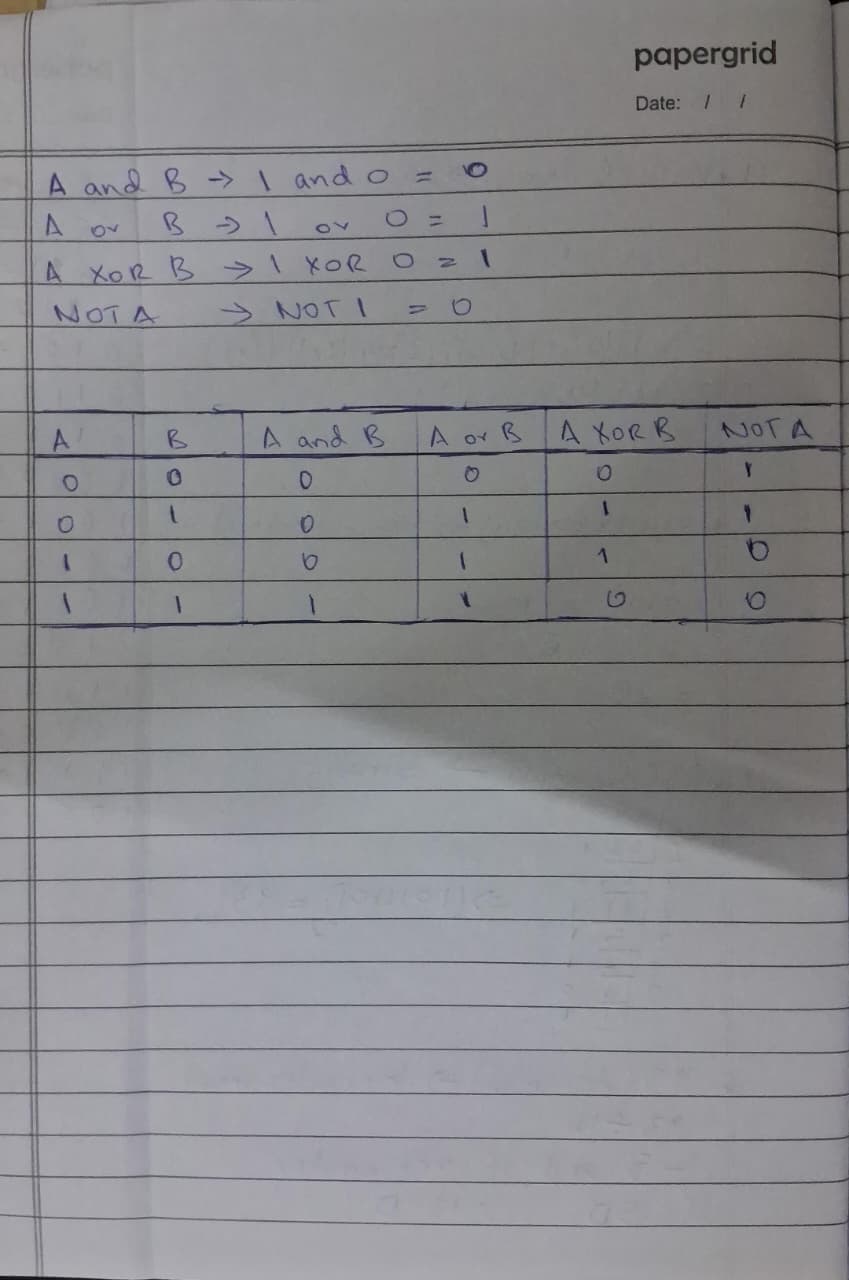 papergrid
Date: / /
A and B → 1 and 0 = 0
A or B → 1 or 0 = 1
A XOR B → 1 XOR 0 = 1
NOT A → NOT 1 = 0
A B A and B A or B A XOR B NOT A
0 0 0 0 0 1
0 1 0 1 1 1
1 0 0 1 1 0
1 1 1 1 0 0